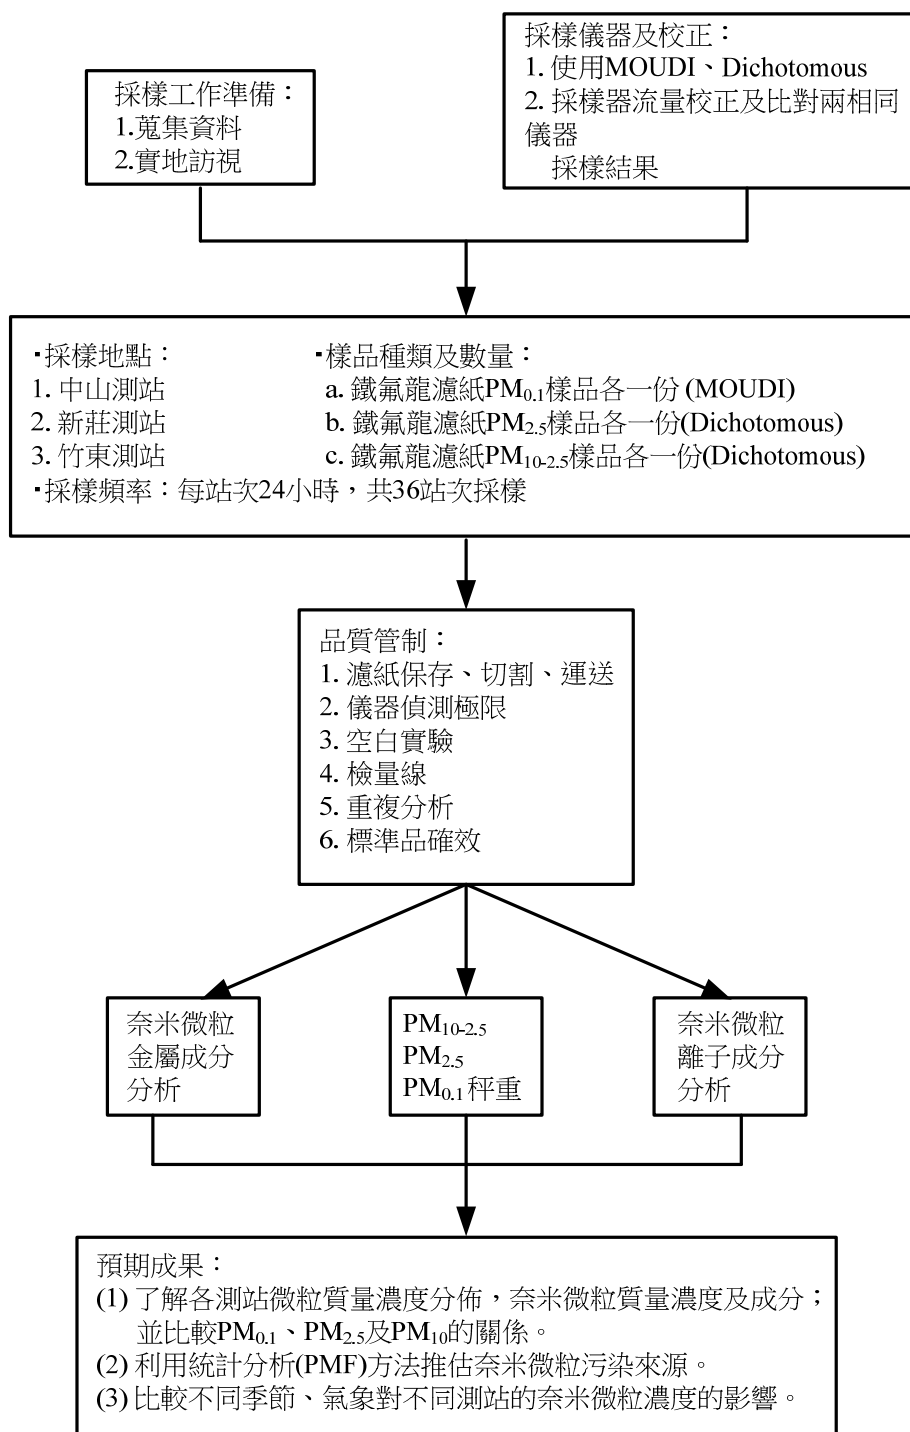 採樣工作準備：
1.蒐集資料
2.實地訪視
採樣儀器及校正：
1. 使用MOUDI、Dichotomous
2. 採樣器流量校正及比對兩相同
儀器
採樣結果
‧採樣地點：
1. 中山測站
2. 新莊測站
3. 竹東測站
‧樣品種類及數量：
a. 鐵氟龍濾紙PM0.1樣品各一份 (MOUDI)
b. 鐵氟龍濾紙PM2.5樣品各一份(Dichotomous)
c. 鐵氟龍濾紙PM10-2.5樣品各一份(Dichotomous)
‧採樣頻率：每站次24小時，共36站次採樣
品質管制：
1. 濾紙保存、切割、運送
2. 儀器偵測極限
3. 空白實驗
4. 檢量線
5. 重複分析
6. 標準品確效
奈米微粒
金屬成分
分析
PM10-2.5
PM2.5
PM0.1 秤重
奈米微粒
離子成分
分析
預期成果：
(1) 了解各測站微粒質量濃度分佈，奈米微粒質量濃度及成分；
並比較PM0.1、PM2.5及PM10的關係。
(2) 利用統計分析(PMF)方法推估奈米微粒污染來源。
(3) 比較不同季節、氣象對不同測站的奈米微粒濃度的影響。